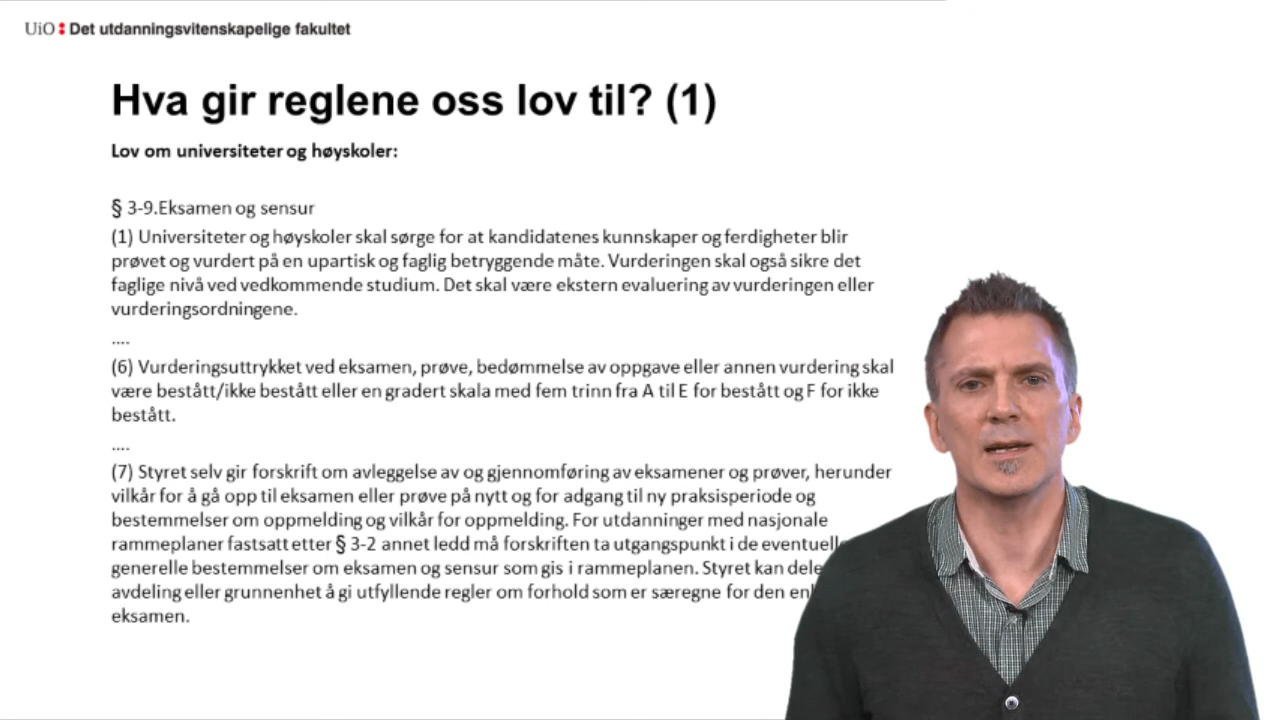 UiO Det utdanningsvitenskapelige fakultet
Hva gir reglene oss lov til? (1)
Lov om universiteter og høyskoler:
§ 3-9.Eksamen og sensur
(1) Universiteter og høyskoler skal sørge for at kandidatenes kunnskaper og ferdigheter blir
prøvet og vurdert på en upartisk og faglig betryggende måte. Vurderingen skal også sikre det
faglige nivå ved vedkommende studium. Det skal være ekstern evaluering av vurderingen eller
vurderingsordningene.
....
(6) Vurderingsuttrykket ved eksamen, prøve, bedømmelse av oppgave eller annen vurdering skal
være bestått/ikke bestått eller en gradert skala med fem trinn fra A til E for bestått og F for ikke
bestått.
....
(7) Styret selv gir forskrift om avleggelse av og gjennomføring av eksamener og prøver, herunder
vilkår for å gå opp til eksamen eller prøve på nytt og for adgang til ny praksisperiode og
bestemmelser om oppmelding og vilkår for oppmelding. For utdanninger med nasjonale
rammeplaner fastsatt etter § 3-2 annet ledd må forskriften ta utgangspunkt i de
generelle bestemmelser om eksamen og sensur som gis i rammeplanen. Styret kan
avdeling eller grunnenhet å gi utfyllende regler om forhold som er særegne for den
eksamen.